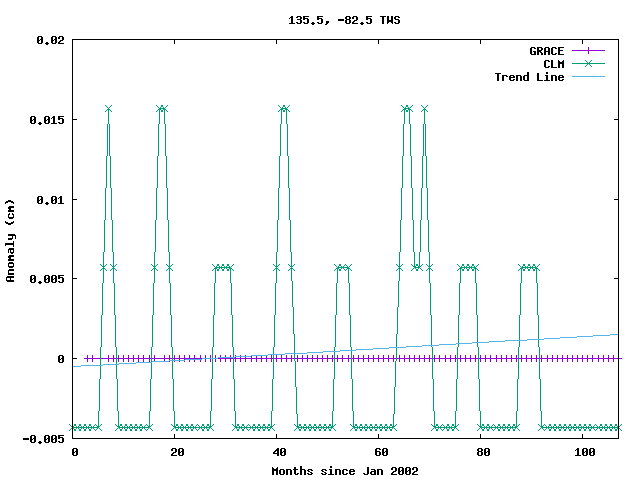 135.5, -82.5 TWS
GRACE
CLM
Trend Line
0.02
0.015
0.01
0.005
0
-0.005
Anomaly (cm)
0 20 40 60 80 100
Months since Jan 2002